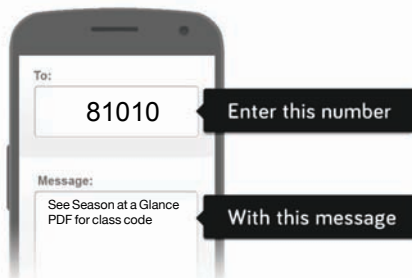 To:
81010
Enter this number
Message:
See Season at a Glance
PDF for class code
With this message